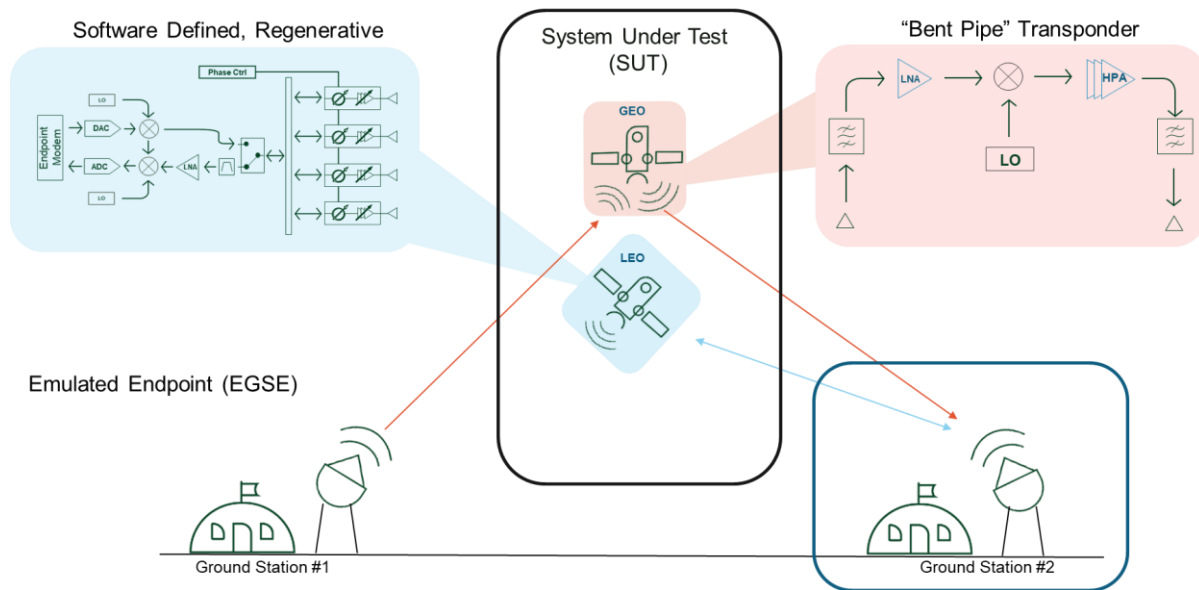 Software Defined, Regenerative
System Under Test
(SUT)
“Bent Pipe” Transponder
Phase Ctrl
LO
DAC
Endpoint
Modem
ADC
LNA
LO
GEO
LEO
LNA
HPA
LO
Emulated Endpoint (EGSE)
Ground Station #1
Ground Station #2